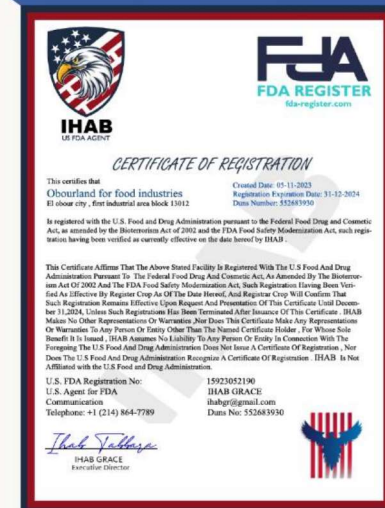 IHAB
US FDA AGENT
FDA
FDA REGISTER
fda-register.com
CERTIFICATE OF REGISTRATION
This certifies that
Obourland for food industries
El obour city , first industrial area block 13012
Created Date: 05-11-2023
Registration Expiration Date: 31-12-2024
Duns Number: 552683930
Is registered with the U.S. Food and Drug Administration pursuant to the Federal Food Drug and Cosmetic
Act, as amended by the Bioterrorism Act of 2002 and the FDA Food Safety Modernization Act, such regis-
tration having been verified as currently effective on the date hereof by IHAB .
This Certificate Affirms That The Above Stated Facility Is Registered With The U.S Food And Drug
Administration Pursuant To The Federal Food Drug And Cosmetic Act, As Amended By The Bioterror-
ism Act Of 2002 And The FDA Food Safety Modernization Act, Such Registration Having Been Veri-
fied As Effective By Register Crop As Of The Date Hereof, And Registrar Crop Will Confirm That
Such Registration Remains Effective Upon Request And Presentation Of This Certificate Until Decem-
ber 31,2024, Unless Such Registrations Has Been Terminated After Issuance Of This Certificate . IHAB
Makes No Other Representations Or Warranties ,Nor Does This Certificate Make Any Representations
Or Warranties To Any Person Or Entity Other Than The Named Certificate Holder , For Whose Sole
Benefit It Is Issued , IHAB Assumes No Liability To Any Person Or Entity In Connection With The
Foregoing The US Food And Drug Administration Does Not Issue A Certificate Of Registration , Nor
Does The US Food And Drug Administration Recognize A Certificate Of Registration . IHAB Is Not
Affiliated with the U.S Food and Drug Administration.
U.S. FDA Registration No: 15923052190
U.S. Agent for FDA IHAB GRACE
Communication ihabgr@gmail.com
Telephone: +1 (214) 864-7789 Duns No: 552683930
IHAB GRACE
Executive Director